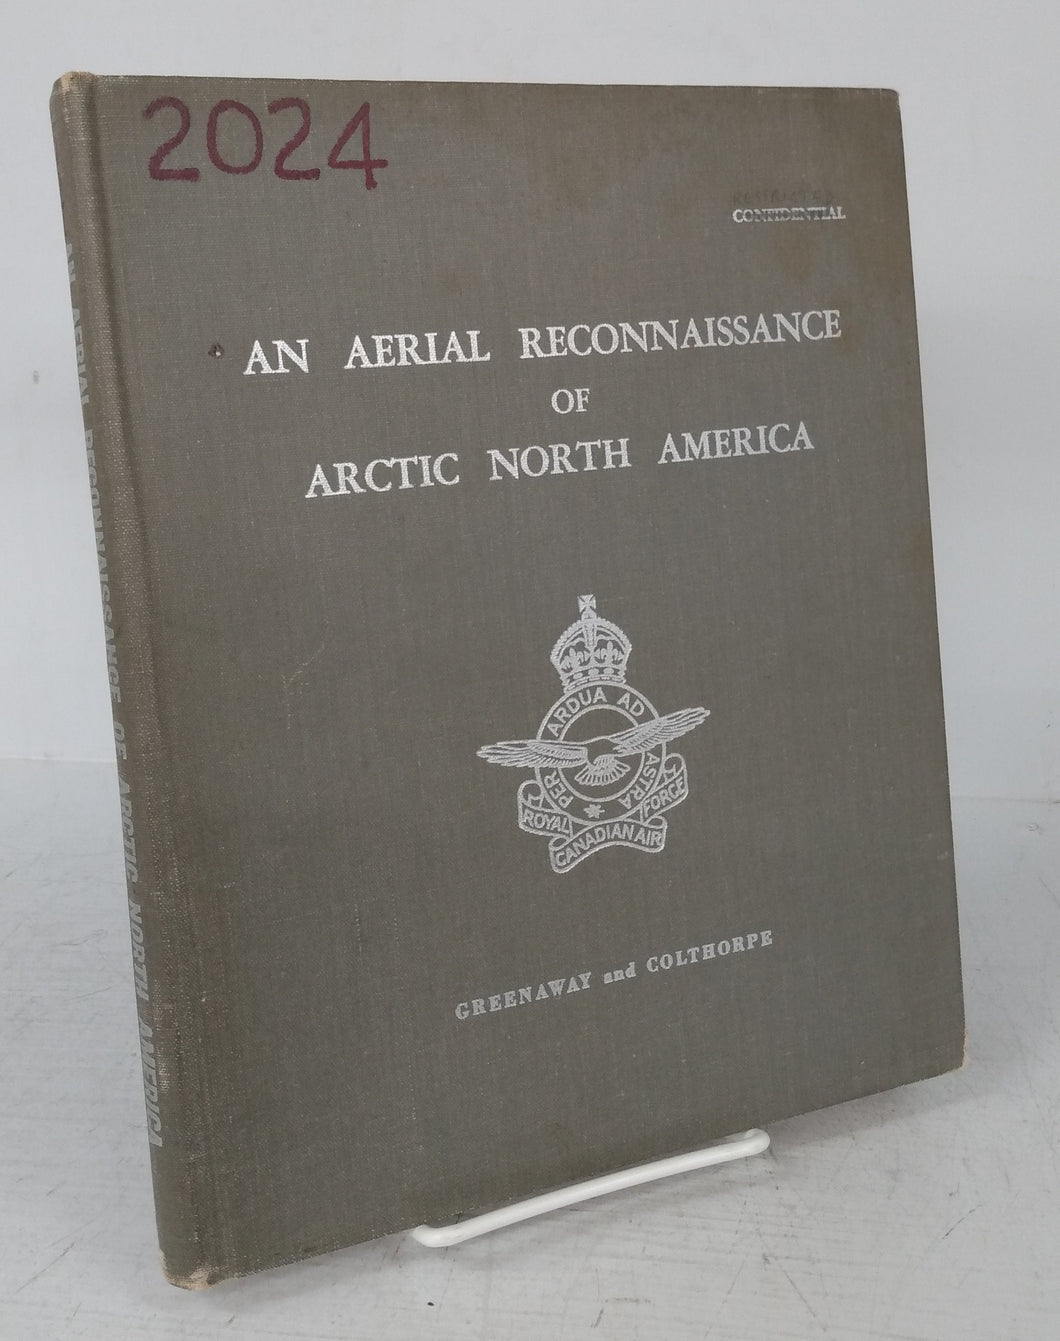 2024
CONFIDENTIAL
AN AERIAL RECONNAISSANCE
OF
ARCTIC NORTH AMERICA
PER ARDUA AD ASTRA
ROYAL CANADIAN AIR FORCE
GREENAWAY and COLTHORPE
AN AERIAL RECONNAISSANCE OF ARCTIC NORTH AMERICA